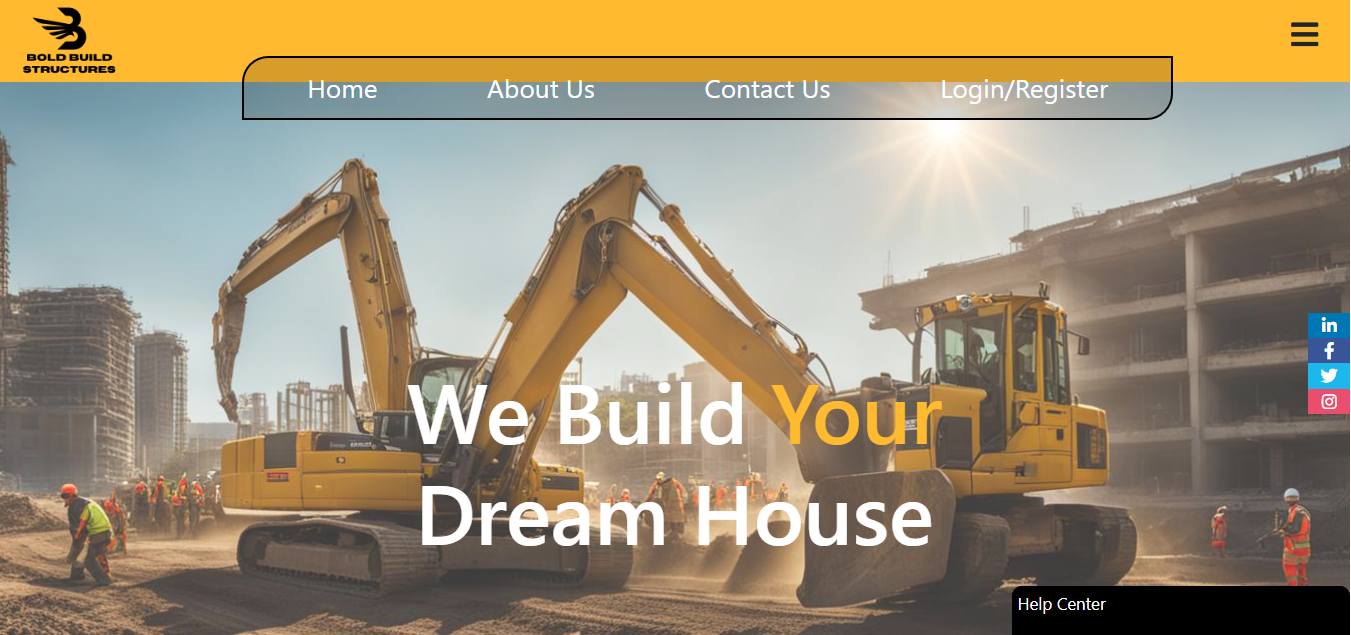 BOLD BUILD
STRUCTURES
Home About Us Contact Us Login/Register
We Build Your
Dream House
Help Center